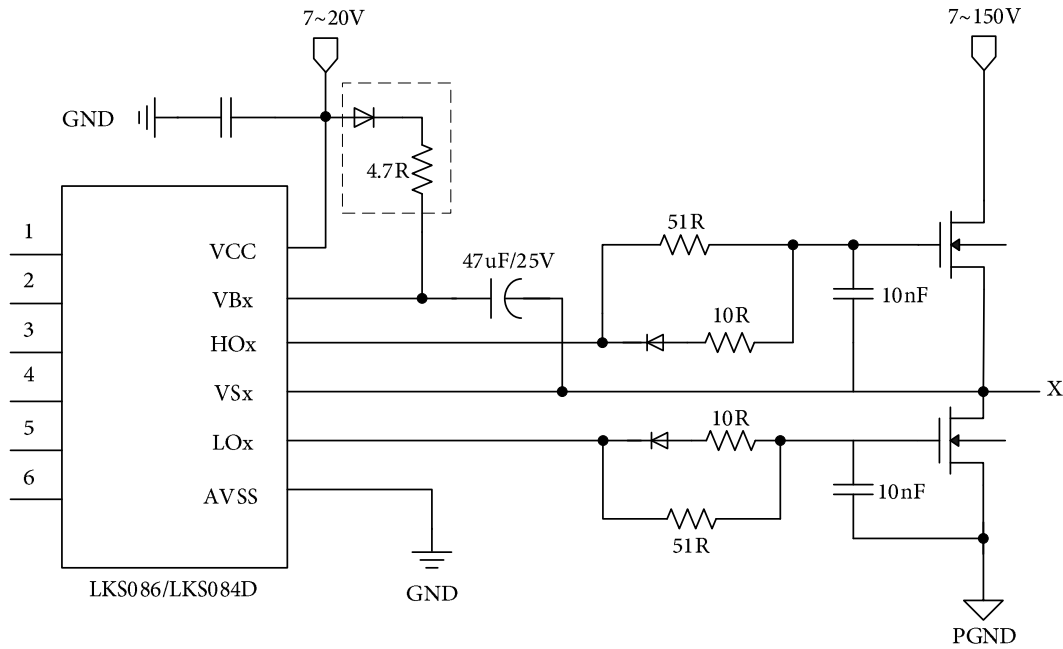 7~20V
7~150V
GND
4.7R
1
2
3
4
5
6
VCC
VBx
HOx
VSx
LOx
AVSS
47uF/25V
51R
10R
10nF
X
10R
10nF
51R
LKS086/LKS084D
GND
PGND